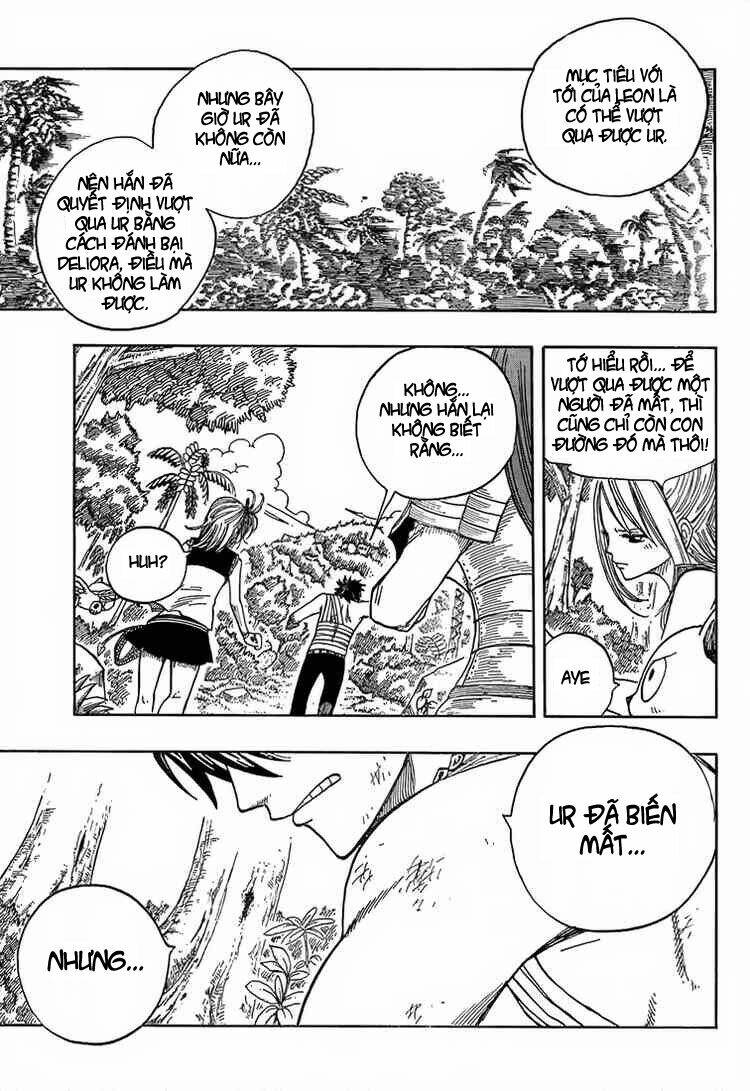 MỤC TIÊU VỚI
TỚI CỦA LEON LÀ
CÓ THỂ VƯỢT
QUA ĐƯỢC UR.
NHƯNG BÂY
GIỜ UR ĐÃ
KHÔNG CÒN
NỮA...
NÊN HẮN ĐÃ
QUYẾT ĐỊNH VƯỢT
QUA UR BẰNG
CÁCH ĐÁNH BẠI
DELIORA, ĐIỀU MÀ
UR KHÔNG LÀM
ĐƯỢC.
TỚ HIỂU RỒI... ĐỂ
VƯỢT QUA ĐƯỢC MỘT
NGƯỜI ĐÃ MẤT, THÌ
CŨNG CHỈ CÒN CON
ĐƯỜNG ĐÓ MÀ THÔI!
AYE
KHÔNG...
NHƯNG HẮN LẠI
KHÔNG BIẾT
RẰNG...
HUH?
UR ĐÃ BIẾN
MẤT...
NHƯNG...